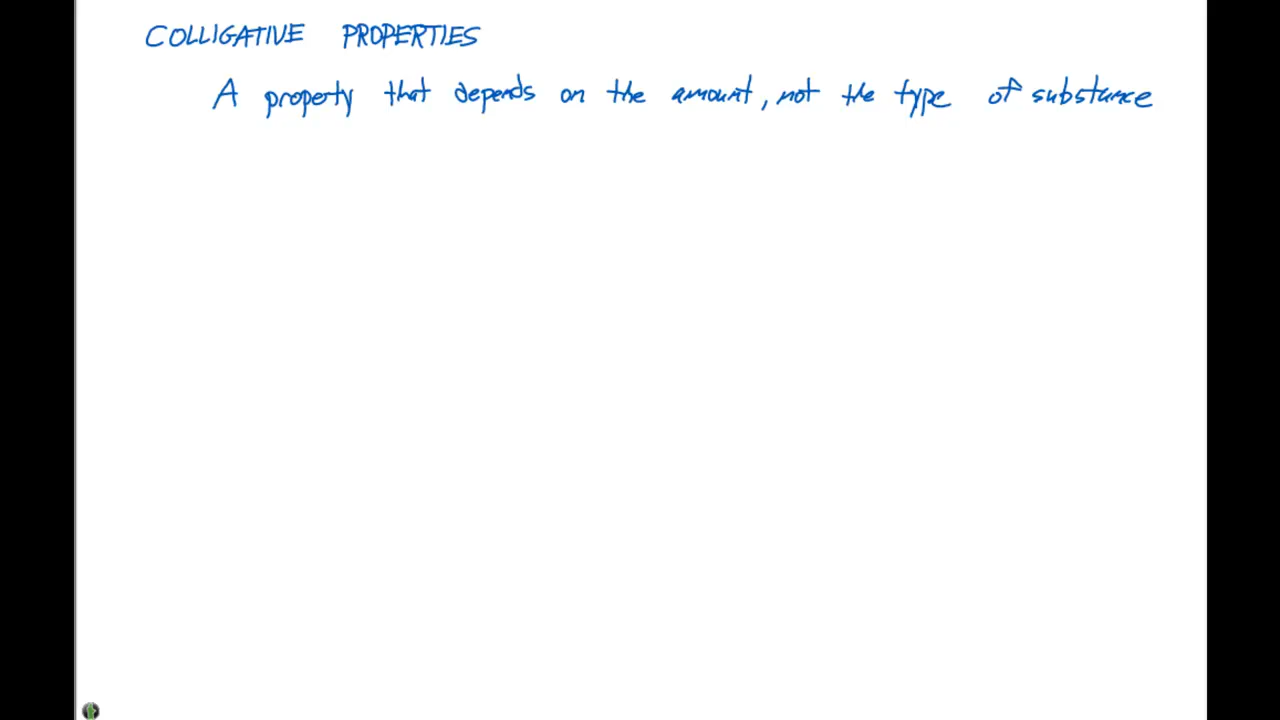 COLLIGATIVE PROPERTIES
A property that depends on the amount, not the type of substance